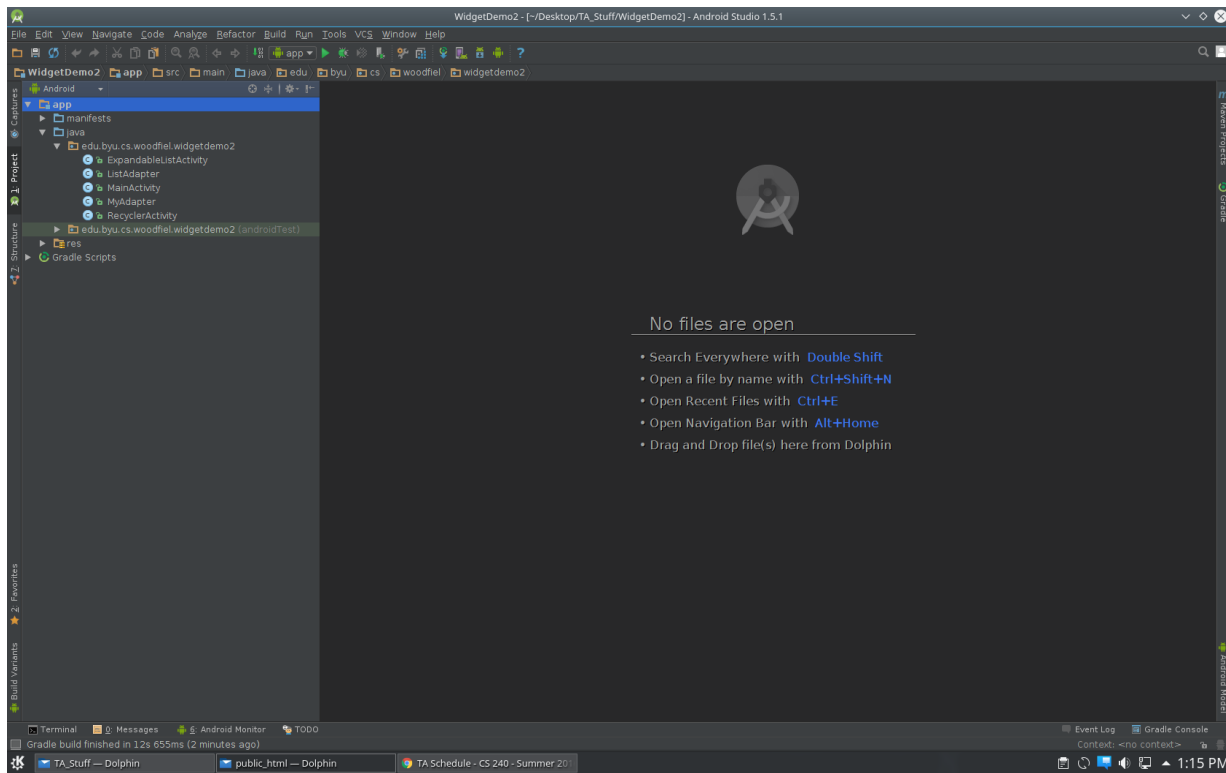 WidgetDemo2 - [~/Desktop/TA_Stuff/WidgetDemo2] - Android Studio 1.5.1
File Edit View Navigate Code Analyze Refactor Build Run Tools VCS Window Help
app
WidgetDemo2 app src main java edu byu cs woodfiel widgetdemo2
Captures
1: Project
7: Structure
2: Favorites
Build Variants
Android
app
manifests
java
edu.byu.cs.woodfiel.widgetdemo2
ExpandableListActivity
ListAdapter
MainActivity
MyAdapter
RecyclerActivity
edu.byu.cs.woodfiel.widgetdemo2 (androidTest)
res
Gradle Scripts
No files are open
• Search Everywhere with Double Shift
• Open a file by name with Ctrl+Shift+N
• Open Recent Files with Ctrl+E
• Open Navigation Bar with Alt+Home
• Drag and Drop file(s) here from Dolphin
Maven Projects
Gradle
Android Model
Terminal 0: Messages 6: Android Monitor TODO Event Log Gradle Console
Gradle build finished in 12s 655ms (2 minutes ago) Context: <no context>
TA_Stuff — Dolphin public_html — Dolphin TA Schedule - CS 240 - Summer 201 1:15 PM